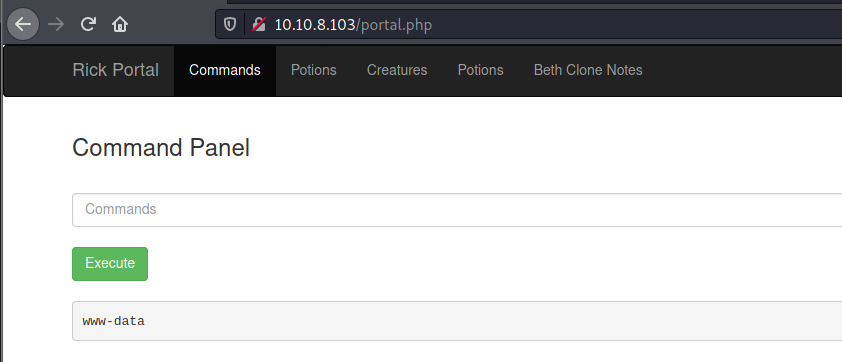 10.10.8.103/portal.php
Rick Portal Commands Potions Creatures Potions Beth Clone Notes
Command Panel
Commands
Execute
www-data